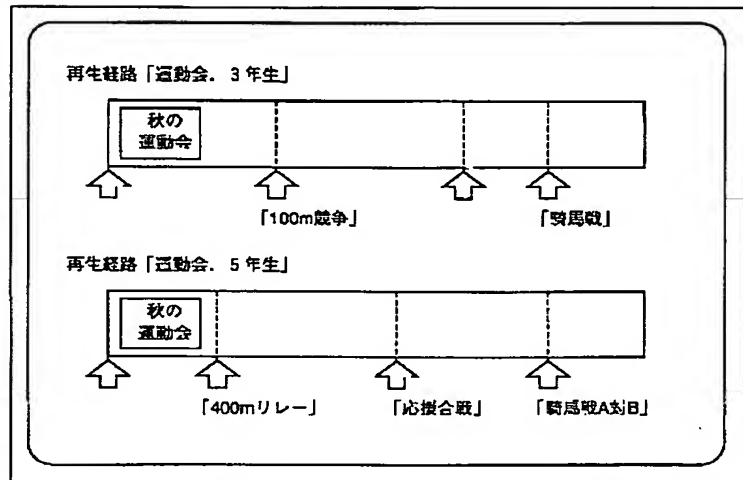 再生経路「運動会．3年生」
秋の
運動会
「100m競争」
「騎馬戦」
再生経路「運動会．5年生」
秋の
運動会
「400mリレー」
「応援合戦」
「騎馬戦A対B」